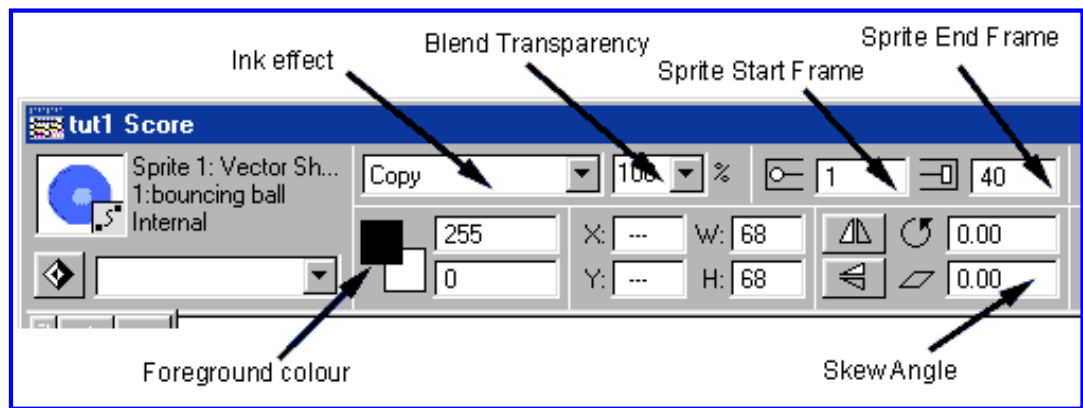 Ink effect
Blend Transparency
Sprite Start Frame
Sprite End Frame
tut1 Score
Sprite 1: Vector Sh...
1:bouncing ball
Internal
Copy
100 %
1
40
255
0
X: ---
W: 68
Y: ---
H: 68
0.00
0.00
Foreground colour
Skew Angle